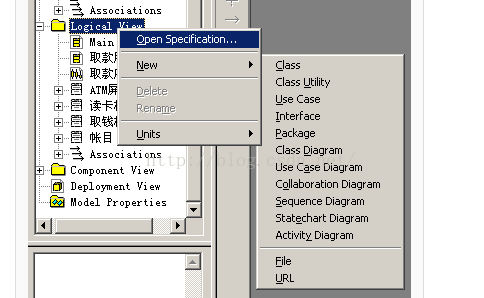 Associations
Logical View
Main
取款
取款
ATM屏
读卡
取钱
帐目
Associations
Component View
Deployment View
Model Properties
Open Specification...
New
Delete
Rename
Units
Class
Class Utility
Use Case
Interface
Package
Class Diagram
Use Case Diagram
Collaboration Diagram
Sequence Diagram
Statechart Diagram
Activity Diagram
File
URL